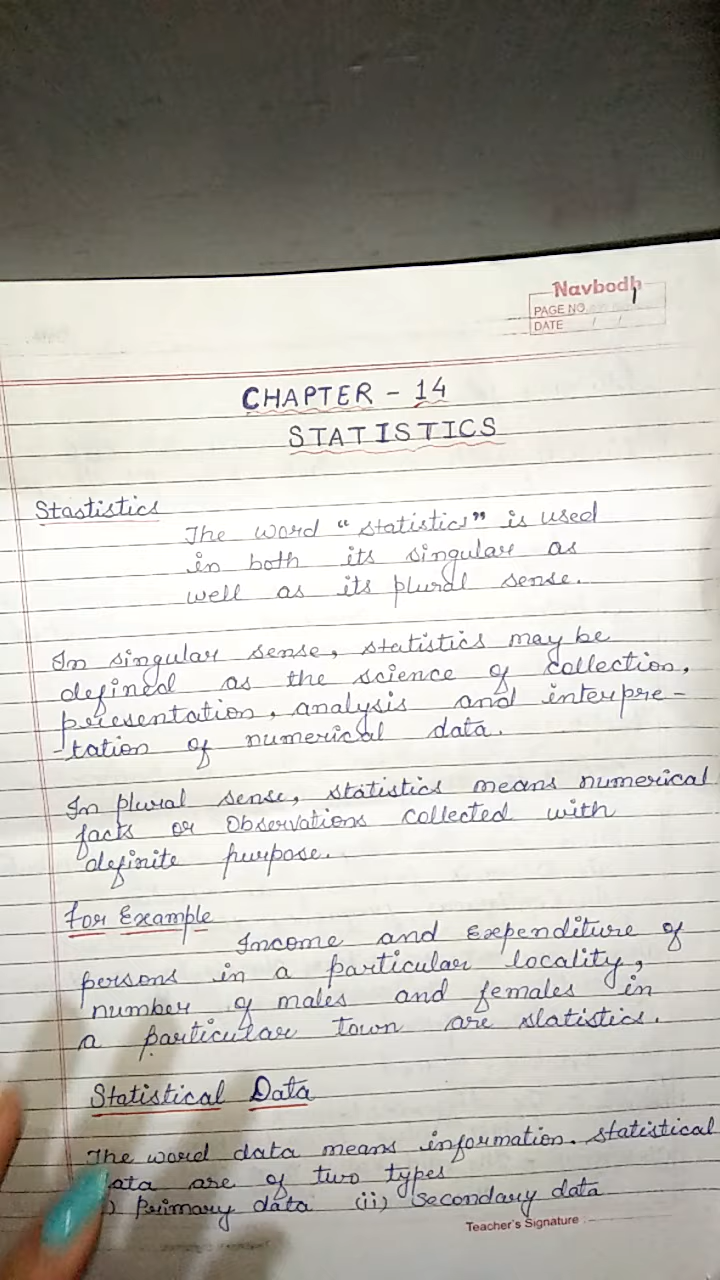 Navbodh
PAGE NO. 1
DATE / /
CHAPTER - 14
STATISTICS
Stastistics
The word "statistics" is used
in both its singular as
well as its plural sense.
In singular sense, statistics may be
defined as the science of collection,
presentation, analysis and interpre-
-tation of numerical data.
In plural sense, statistics means numerical
facts or Observations collected with
definite purpose.
For Example
Income and Expenditure of
persons in a particular locality,
number of males and females in
a particular town are statistics.
Statistical Data
The word data means information. statistical
data are of two types
) Primary data (ii) Secondary data
Teacher's Signature :